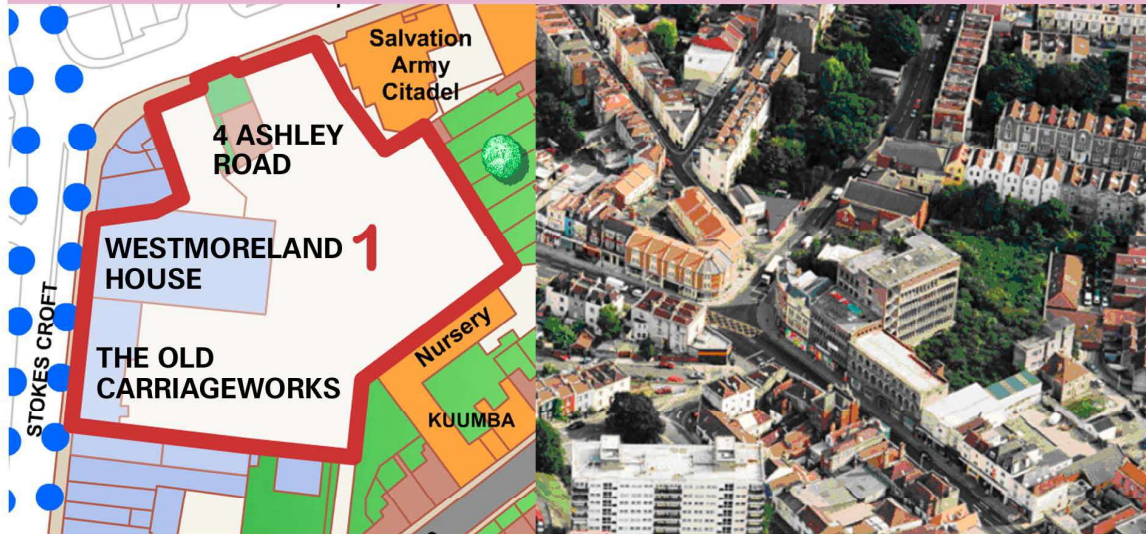 Salvation
Army
Citadel
4 ASHLEY
ROAD
WESTMORELAND
HOUSE
1
STOKES CROFT
THE OLD
CARRIAGEWORKS
Nursery
KUUMBA